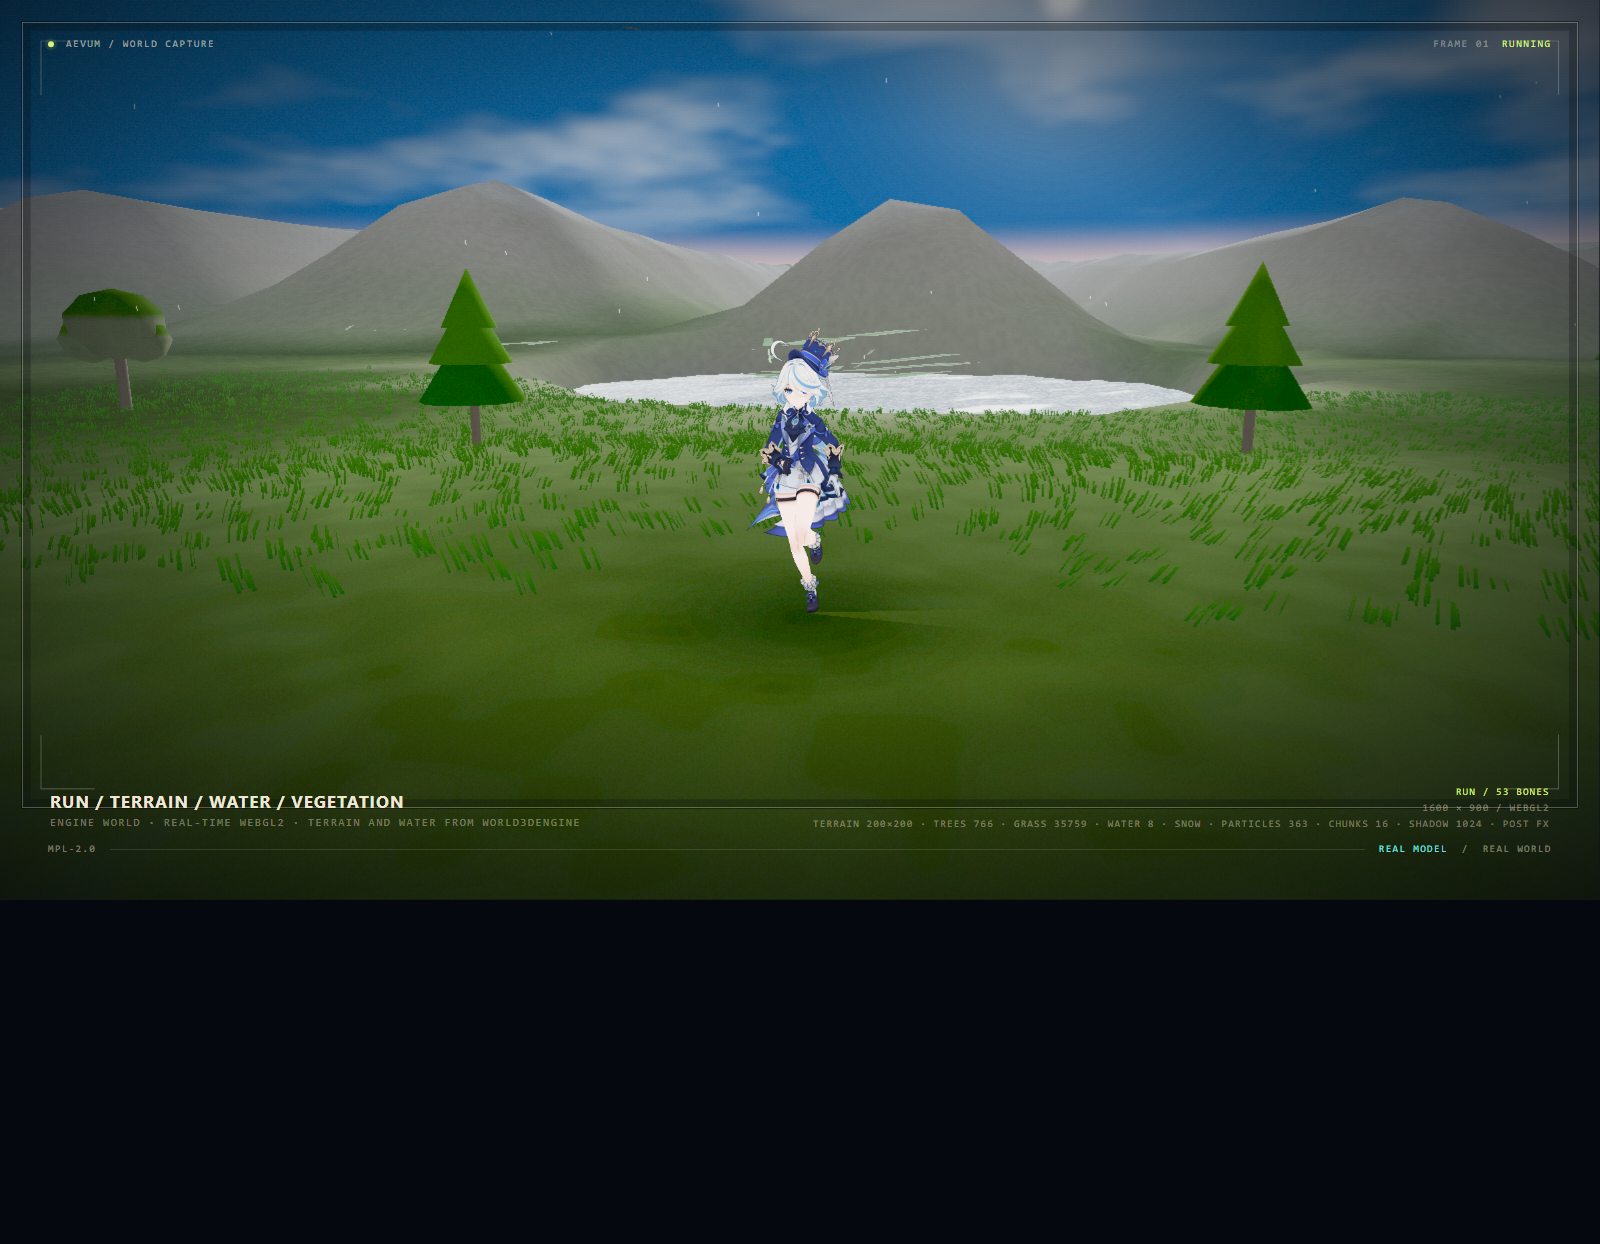 AEVUM / WORLD CAPTURE
FRAME 01 RUNNING
RUN / TERRAIN / WATER / VEGETATION
ENGINE WORLD · REAL-TIME WEBGL2 · TERRAIN AND WATER FROM WORLD3DENGINE
RUN / 53 BONES
1600 × 900 / WEBGL2
TERRAIN 200×200 · TREES 766 · GRASS 35759 · WATER 8 · SNOW · PARTICLES 363 · CHUNKS 16 · SHADOW 1024 · POST FX
MPL-2.0
REAL MODEL / REAL WORLD